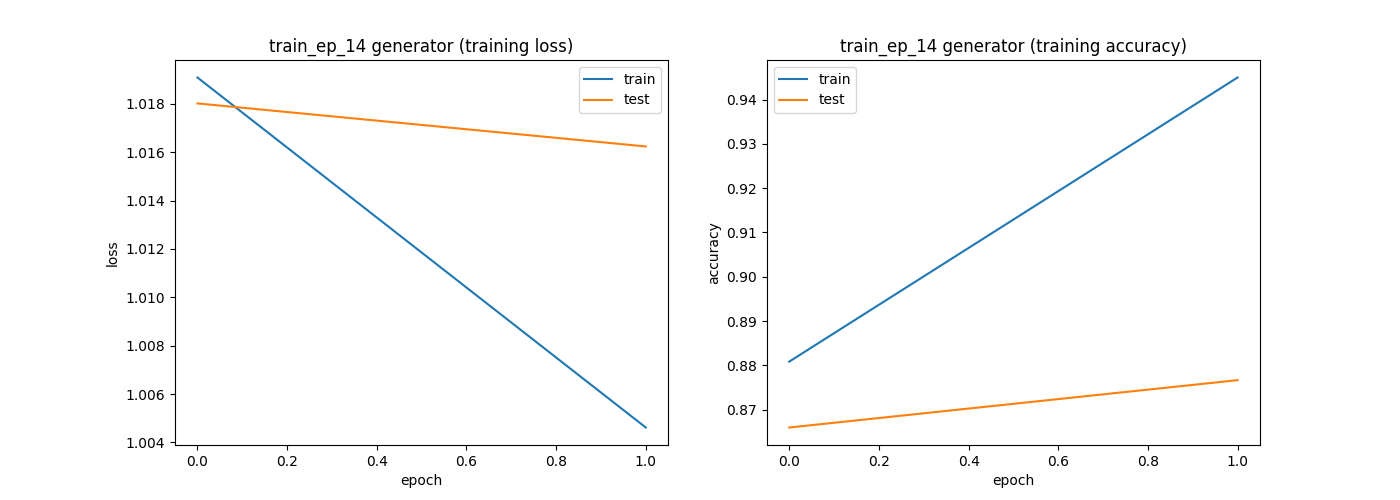 train_ep_14 generator (training loss)
train
test
1.018
1.016
1.014
1.012
1.010
1.008
1.006
1.004
loss
0.0 0.2 0.4 0.6 0.8 1.0
epoch
train_ep_14 generator (training accuracy)
train
test
0.94
0.93
0.92
0.91
0.90
0.89
0.88
0.87
accuracy
0.0 0.2 0.4 0.6 0.8 1.0
epoch